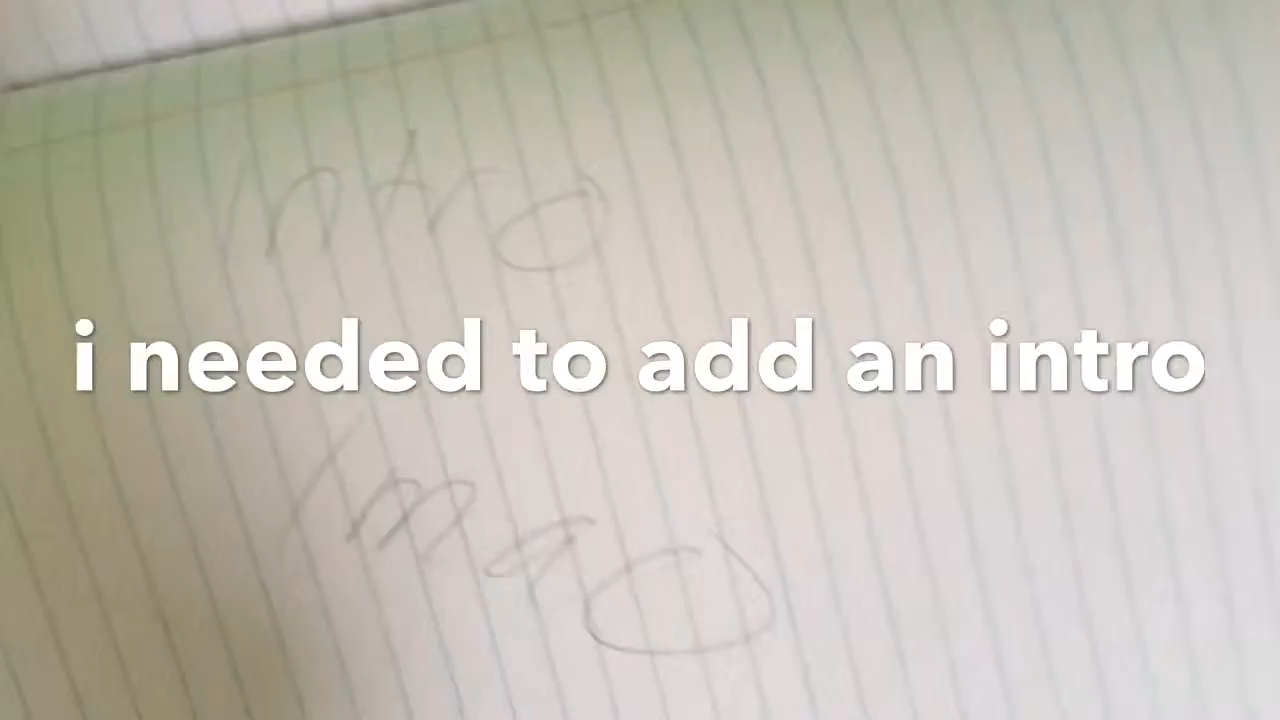 intro
i needed to add an intro
lmao